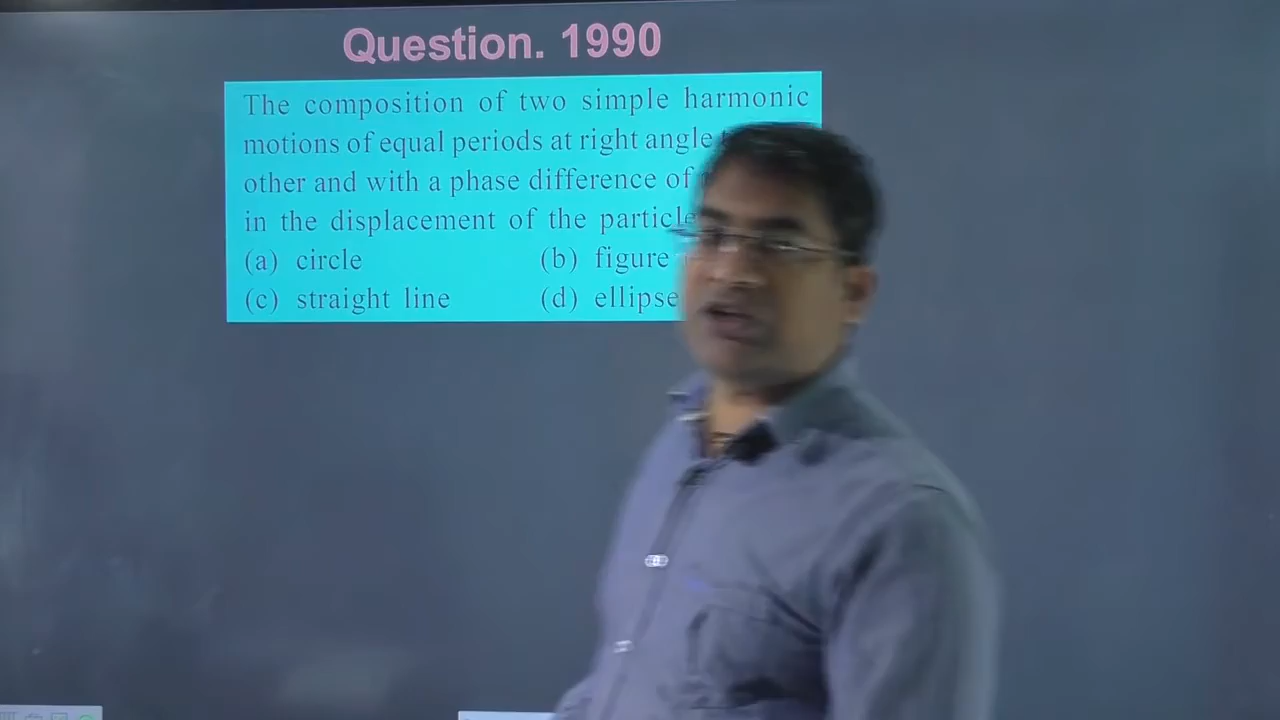 Question. 1990
The composition of two simple harmonic
motions of equal periods at right angle
other and with a phase difference of
in the displacement of the particle
(a) circle (b) figure
(c) straight line (d) ellipse